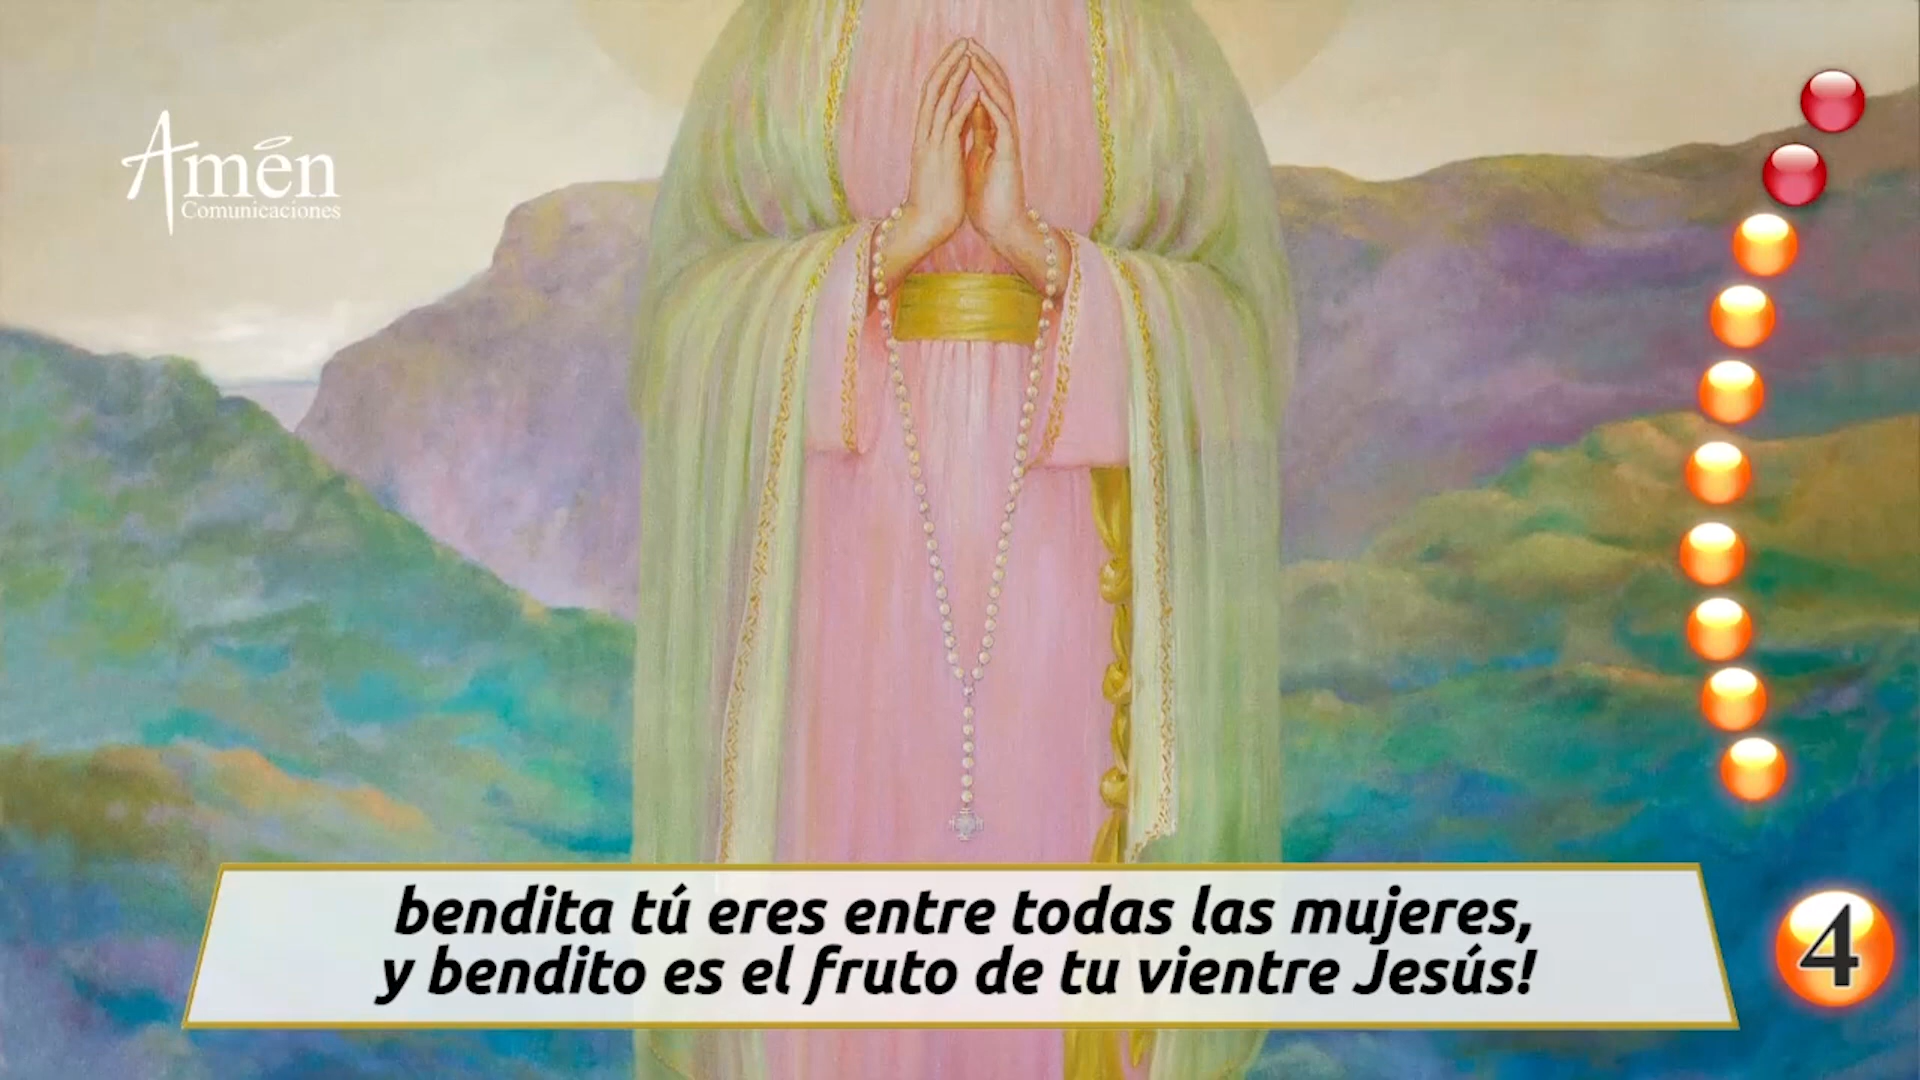 Amén
Comunicaciones
bendita tú eres entre todas las mujeres,
y bendito es el fruto de tu vientre Jesús!
4